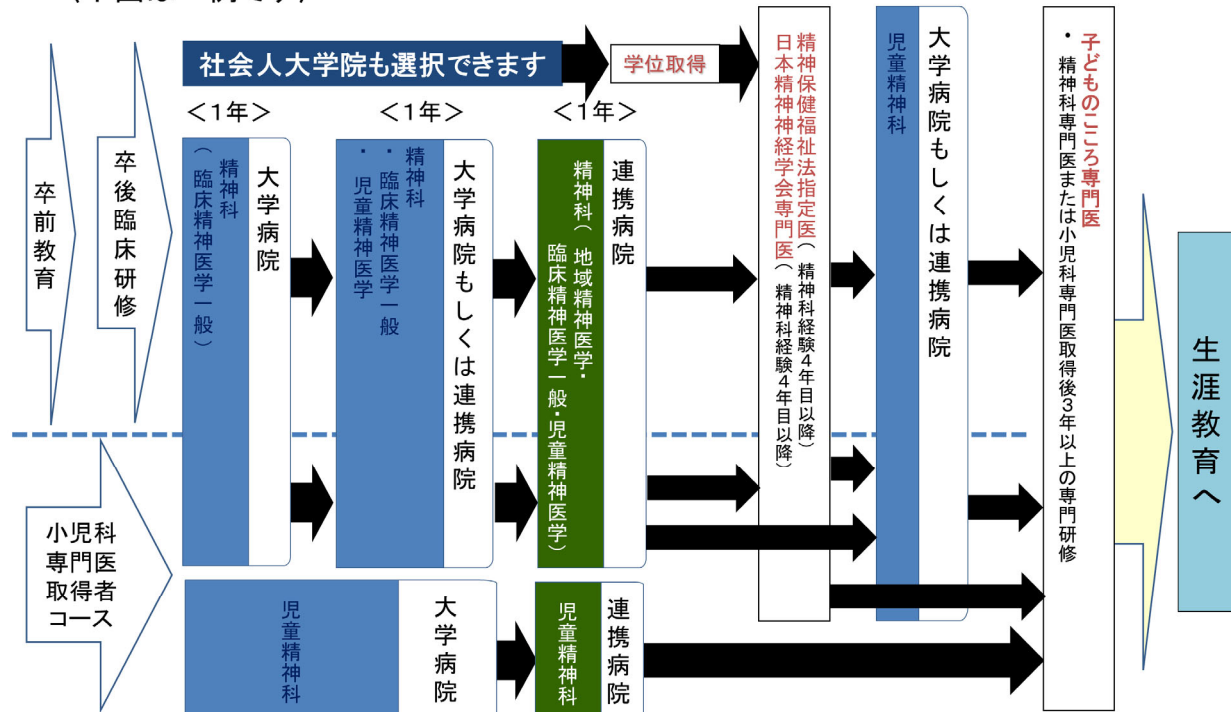 社会人大学院も選択できます
学位取得
<1年>
<1年>
<1年>
卒前教育
卒後臨床研修
大学病院
精神科
(臨床精神医学一般)
大学病院もしくは連携病院
精神科
・臨床精神医学一般
・児童精神医学
連携病院
精神科(地域精神医学・
臨床精神医学一般・児童精神医学)
精神保健福祉法指定医(精神科経験4年目以降)
日本精神神経学会専門医(精神科経験4年目以降)
大学病院もしくは連携病院
児童精神科
子どものこころ専門医
・精神科専門医または小児科専門医取得後3年以上の専門研修
生涯教育へ
小児科
専門医
取得者
コース
大学病院
児童精神科
連携病院
児童精神科